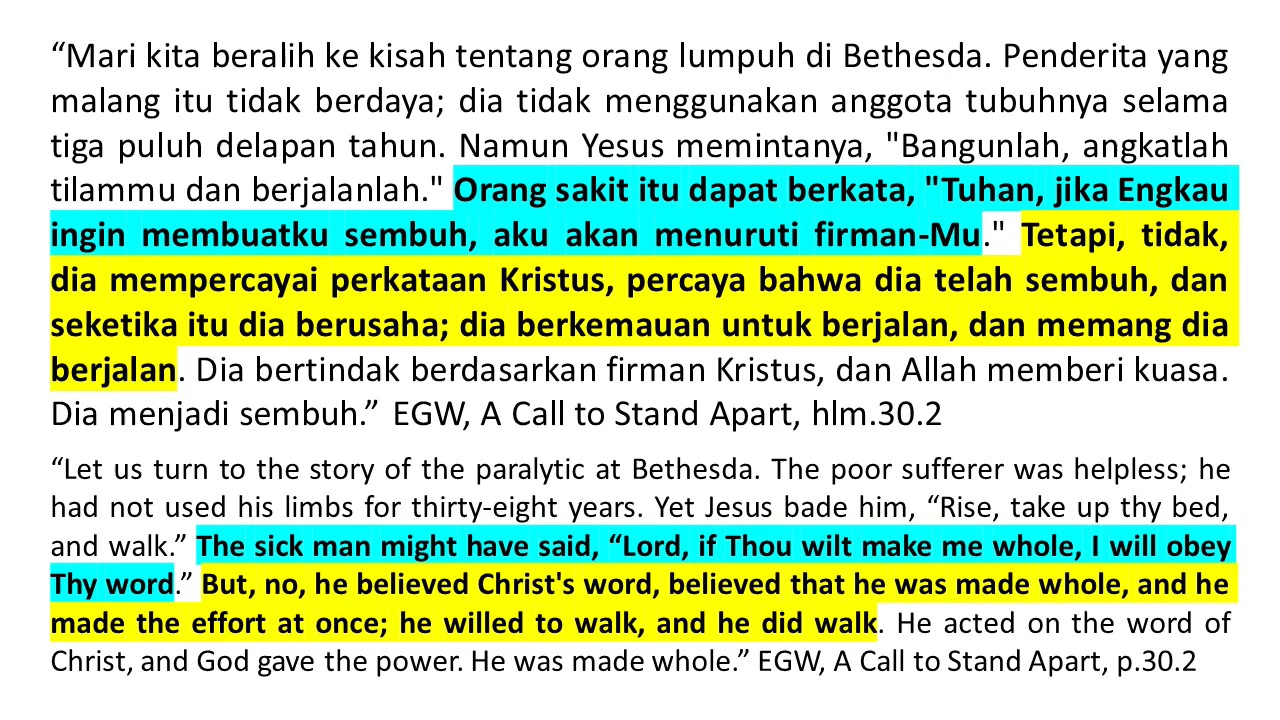 “Mari kita beralih ke kisah tentang orang lumpuh di Bethesda. Penderita yang
malang itu tidak berdaya; dia tidak menggunakan anggota tubuhnya selama
tiga puluh delapan tahun. Namun Yesus memintanya, "Bangunlah, angkatlah
tilammu dan berjalanlah." Orang sakit itu dapat berkata, "Tuhan, jika Engkau
ingin membuatku sembuh, aku akan menuruti firman-Mu." Tetapi, tidak,
dia mempercayai perkataan Kristus, percaya bahwa dia telah sembuh, dan
seketika itu dia berusaha; dia berkemauan untuk berjalan, dan memang dia
berjalan. Dia bertindak berdasarkan firman Kristus, dan Allah memberi kuasa.
Dia menjadi sembuh.” EGW, A Call to Stand Apart, hlm.30.2
“Let us turn to the story of the paralytic at Bethesda. The poor sufferer was helpless; he
had not used his limbs for thirty-eight years. Yet Jesus bade him, “Rise, take up thy bed,
and walk.” The sick man might have said, “Lord, if Thou wilt make me whole, I will obey
Thy word.” But, no, he believed Christ's word, believed that he was made whole, and he
made the effort at once; he willed to walk, and he did walk. He acted on the word of
Christ, and God gave the power. He was made whole.” EGW, A Call to Stand Apart, p.30.2